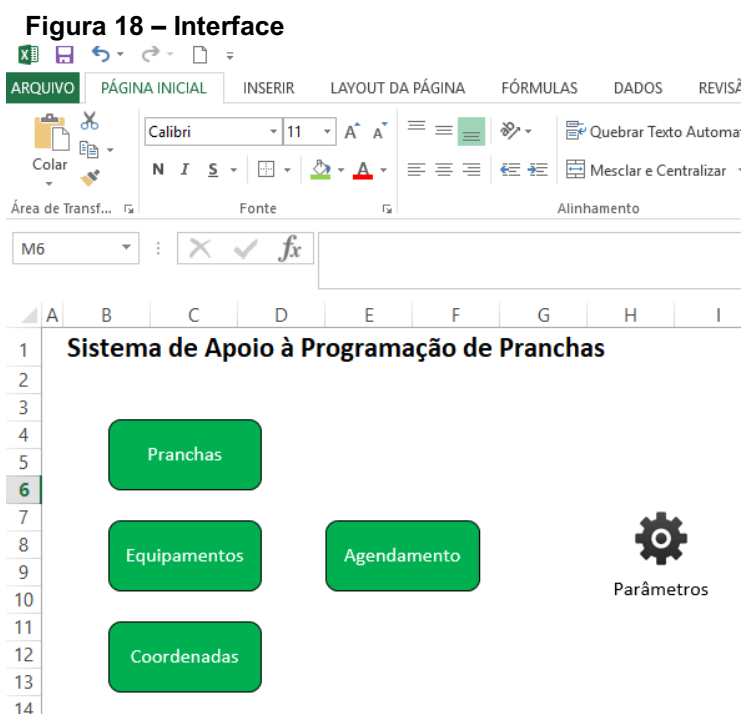 Figura 18 – Interface
ARQUIVO PÁGINA INICIAL INSERIR LAYOUT DA PÁGINA FÓRMULAS DADOS REVISÃ
Calibri 11 A A Quebrar Texto Automat
Colar
N I S A Mesclar e Centralizar
Área de Transf... Fonte Alinhamento
M6 fx
A B C D E F G H I
1 Sistema de Apoio à Programação de Pranchas
2
3
4
Pranchas
5
6
7
8
Equipamentos Agendamento
9
Parâmetros
10
11
12 Coordenadas
13
14